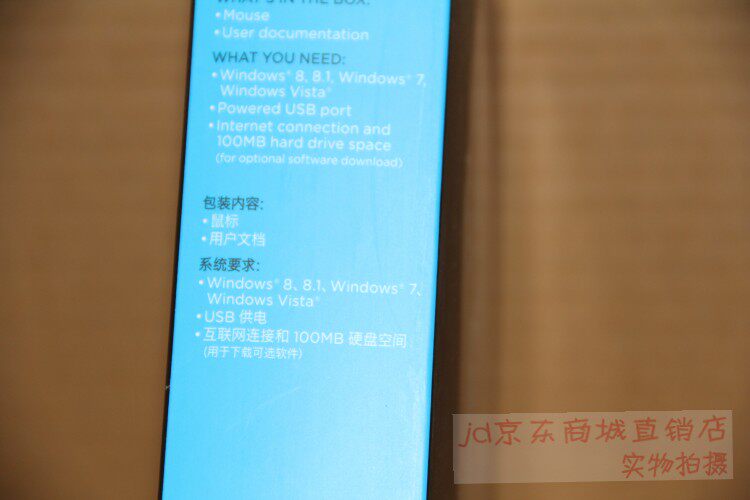 WHAT'S IN THE BOX:
• Mouse
• User documentation
WHAT YOU NEED:
• Windows® 8, 8.1, Windows® 7,
Windows Vista®
• Powered USB port
• Internet connection and
100MB hard drive space
(for optional software download)
包装内容:
• 鼠标
• 用户文档
系统要求:
• Windows® 8、8.1、Windows® 7、
Windows Vista®
• USB 供电
• 互联网连接和 100MB 硬盘空间
(用于下载可选软件)
jd京东商城直销店
实物拍摄